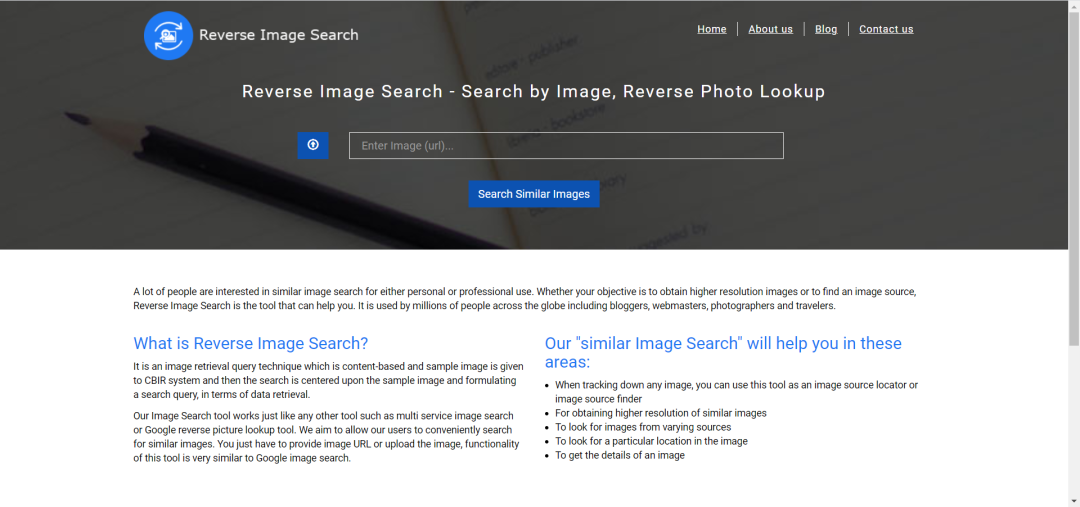 Reverse Image Search
Home
About us
Blog
Contact us
Reverse Image Search - Search by Image, Reverse Photo Lookup
Enter Image (url)...
Search Similar Images
A lot of people are interested in similar image search for either personal or professional use. Whether your objective is to obtain higher resolution images or to find an image source,
Reverse Image Search is the tool that can help you. It is used by millions of people across the globe including bloggers, webmasters, photographers and travelers.
What is Reverse Image Search?
It is an image retrieval query technique which is content-based and sample image is given
to CBIR system and then the search is centered upon the sample image and formulating
a search query, in terms of data retrieval.
Our Image Search tool works just like any other tool such as multi service image search
or Google reverse picture lookup tool. We aim to allow our users to conveniently search
for similar images. You just have to provide image URL or upload the image, functionality
of this tool is very similar to Google image search.
Our "similar Image Search" will help you in these
areas:
When tracking down any image, you can use this tool as an image source locator or
image source finder
For obtaining higher resolution of similar images
To look for images from varying sources
To look for a particular location in the image
To get the details of an image